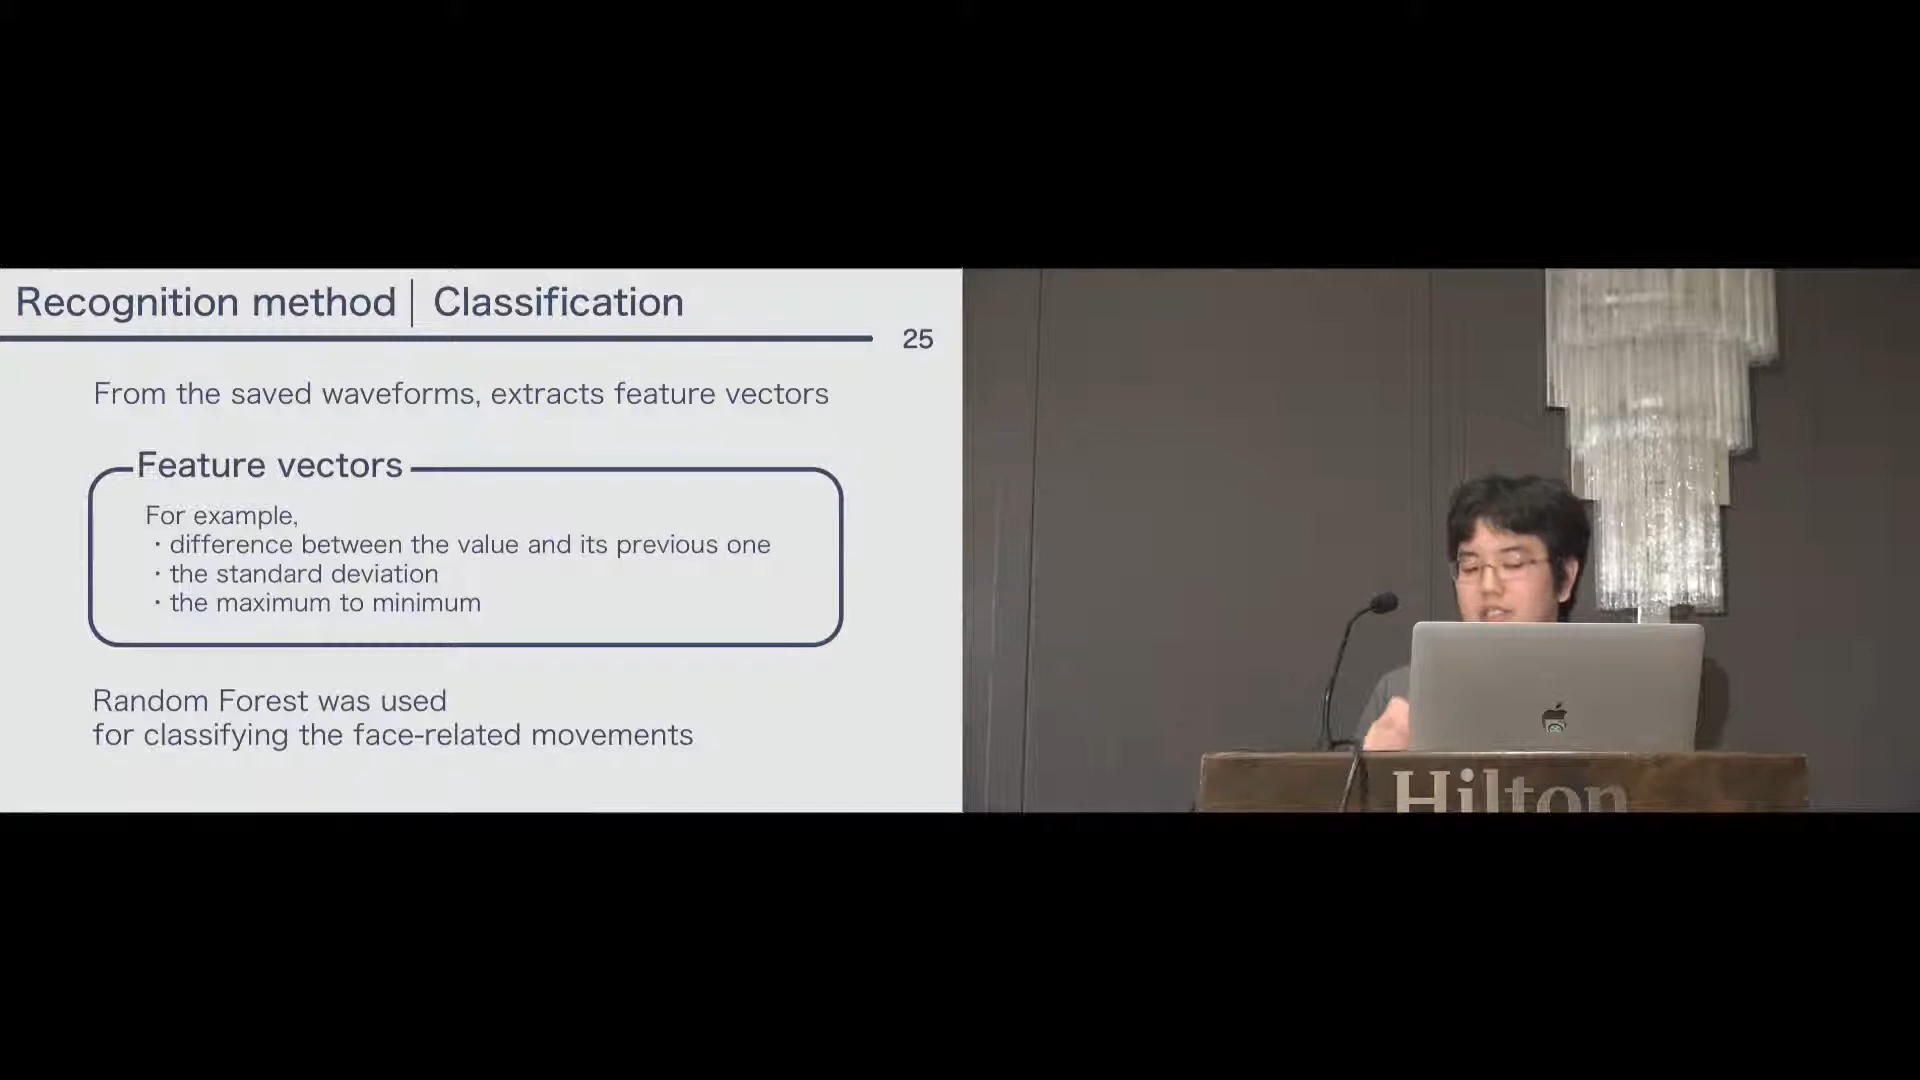 Recognition method | Classification
25
From the saved waveforms, extracts feature vectors
Feature vectors
For example,
・difference between the value and its previous one
・the standard deviation
・the maximum to minimum
Random Forest was used
for classifying the face-related movements
Hilton